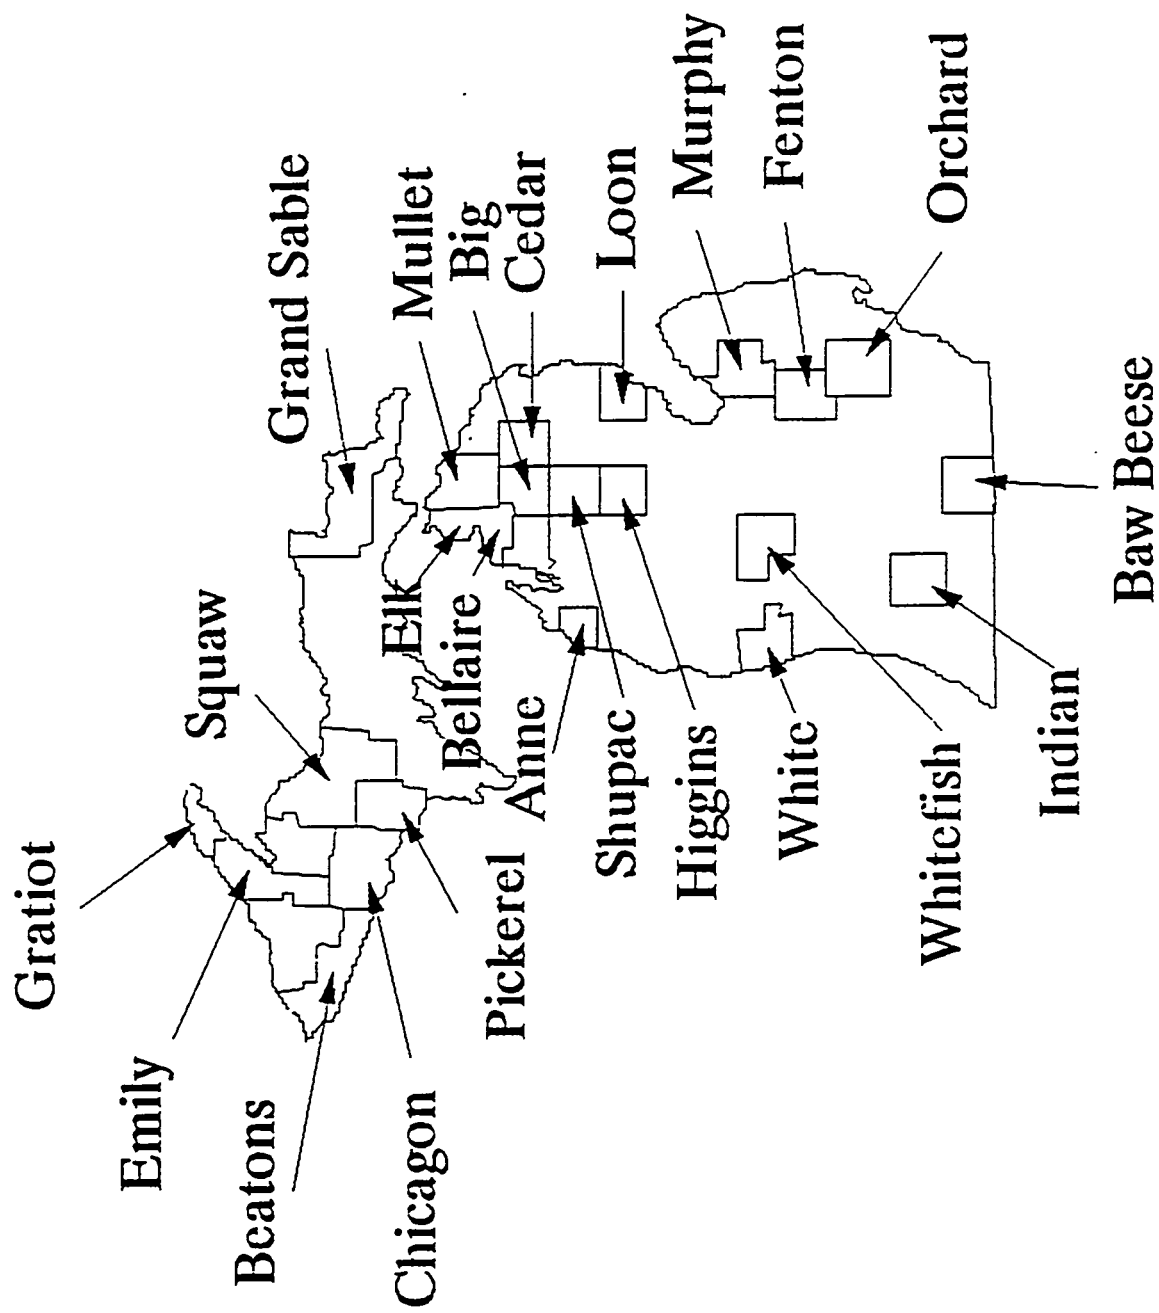 Gratiot
Emily
Beatons
Chicagon
Pickerel
Squaw
Grand Sable
Mullet
Big
Cedar
Elk
Bellaire
Anne
Loon
Shupac
Higgins
Murphy
Fenton
Orchard
White
Whitefish
Indian
Baw Beese